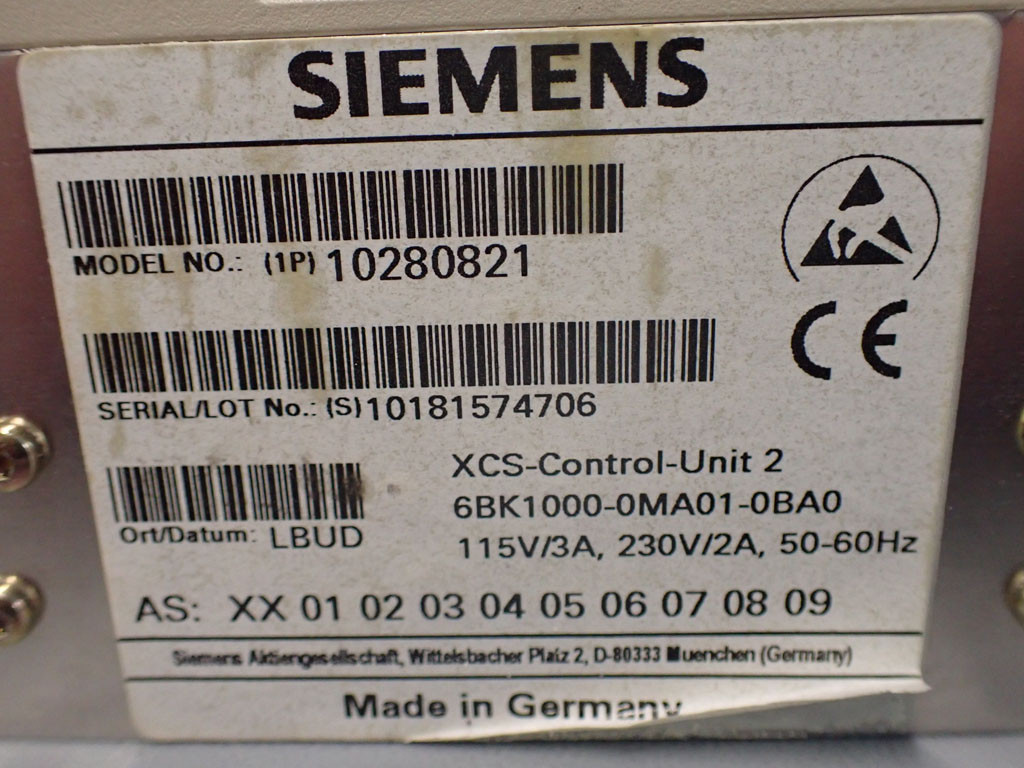 SIEMENS
MODEL NO.: (1P) 10280821
SERIAL/LOT No.: (S) 10181574706
XCS-Control-Unit 2
6BK1000-0MA01-0BA0
Ort/Datum: LBUD
115V/3A, 230V/2A, 50-60Hz
AS: XX 01 02 03 04 05 06 07 08 09
Siemens Aktiengesellschaft, Wittelsbacher Platz 2, D-80333 Muenchen (Germany)
Made in Germany
CE